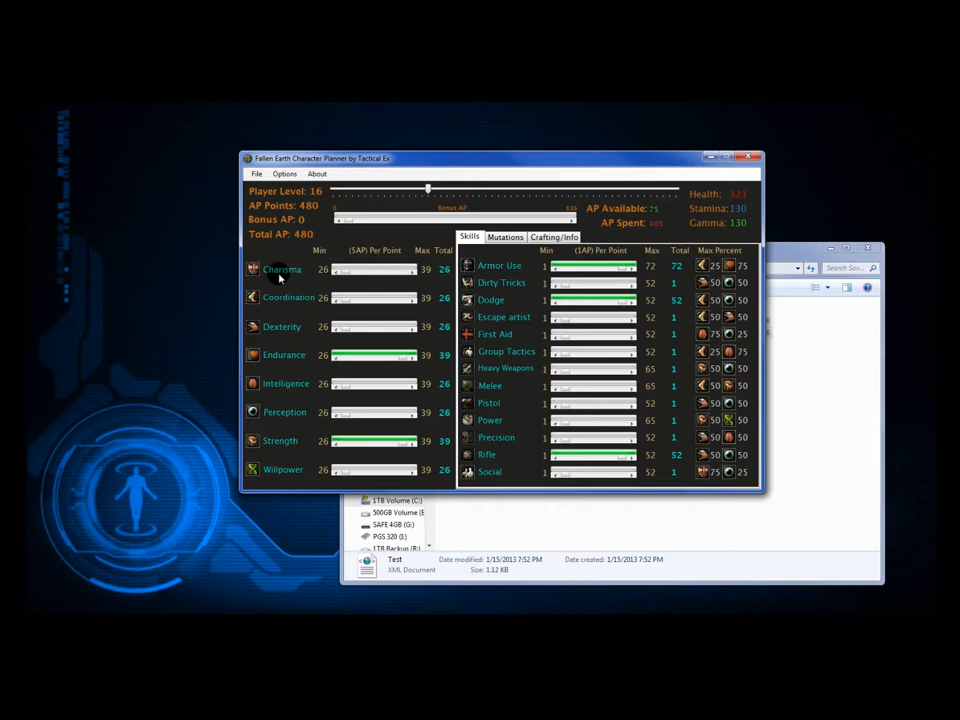 Fallen Earth Character Planner by Tactical Ex
File Options About
Player Level: 16
AP Points: 480
Bonus AP: 0
Total AP: 480
0 Bonus AP 135
AP Available: 75
AP Spent: 405
Health: 321
Stamina: 130
Gamma: 130
Skills Mutations Crafting/Info
Min (5AP) Per Point Max Total
Charisma 26 39 26
Coordination 26 39 26
Dexterity 26 39 26
Endurance 26 39 39
Intelligence 26 39 26
Perception 26 39 26
Strength 26 39 39
Willpower 26 39 26
Min (1AP) Per Point Max Total Max Percent
Armor Use 1 72 72 25 75
Dirty Tricks 1 52 1 50 50
Dodge 1 52 52 50 50
Escape artist 1 52 1 50 50
First Aid 1 52 1 75 25
Group Tactics 1 52 1 25 75
Heavy Weapons 1 65 1 50 50
Melee 1 65 1 50 50
Pistol 1 52 1 50 50
Power 1 65 1 50 50
Precision 1 52 1 50 50
Rifle 1 52 52 50 50
Social 1 52 1 75 25
Search Sav...
1TB Volume (C:)
500GB Volume (E
SAFE 4GB (G:)
PGS 320 (I:)
1TB Backup (R:)
Test Date modified: 1/15/2013 7:52 PM Date created: 1/15/2013 7:52 PM
XML Document Size: 1.12 KB